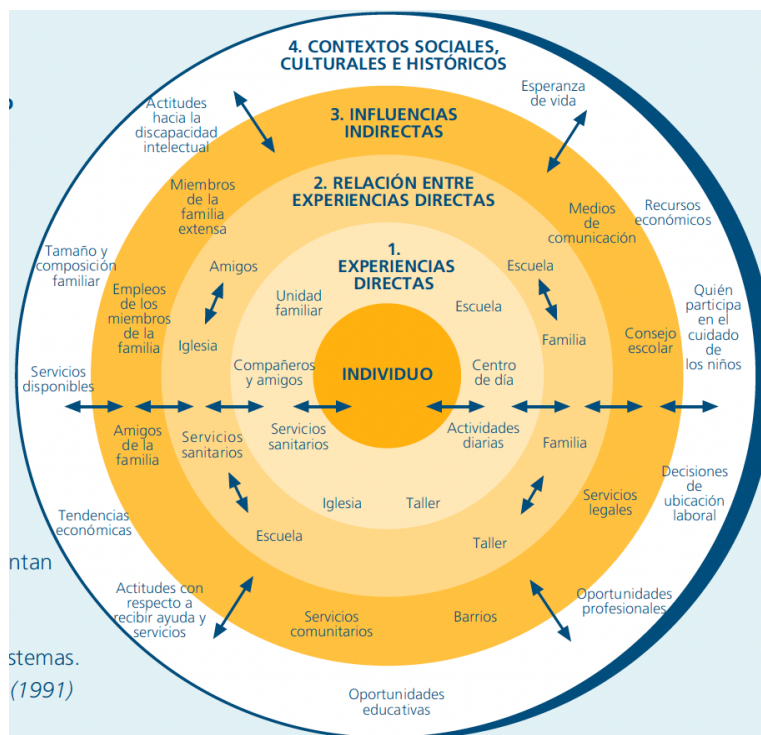 4. CONTEXTOS SOCIALES,
CULTURALES E HISTÓRICOS
Actitudes
hacia la
discapacidad
intelectual
Esperanza
de vida
3. INFLUENCIAS
INDIRECTAS
Miembros
de la
familia
extensa
2. RELACIÓN ENTRE
EXPERIENCIAS DIRECTAS
Medios
de
comunicación
Recursos
económicos
Tamaño y
composición
familiar
Amigos
1.
EXPERIENCIAS
DIRECTAS
Escuela
Empleos de
los miembros
de la
familia
Iglesia
Unidad
familiar
Escuela
Familia
Consejo
escolar
Quién
participa
en el
cuidado
de
los niños
Servicios
disponibles
Compañeros
y amigos
INDIVIDUO
Centro
de día
Amigos
de la
familia
Servicios
sanitarios
Servicios
sanitarios
Actividades
diarias
Familia
Servicios
legales
Decisiones
de
ubicación
laboral
Tendencias
económicas
Escuela
Iglesia
Taller
Taller
ntan
Actitudes con
respecto a
recibir ayuda y
servicios
Servicios
comunitarios
Barrios
Oportunidades
profesionales
stemas.
(1991)
Oportunidades
educativas